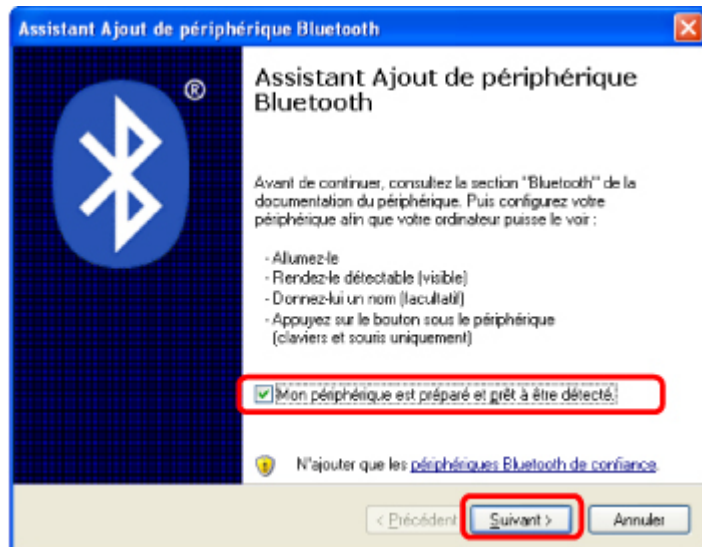 Assistant Ajout de périphérique Bluetooth
®
Assistant Ajout de périphérique
Bluetooth
Avant de continuer, consultez la section "Bluetooth" de la
documentation du périphérique. Puis configurez votre
périphérique afin que votre ordinateur puisse le voir :
- Allumez-le
- Rendez-le détectable (visible)
- Donnez-lui un nom (facultatif)
- Appuyez sur le bouton sous le périphérique
(claviers et souris uniquement)
Mon périphérique est préparé et prêt à être détecté.
N'ajouter que les périphériques Bluetooth de confiance.
< Précédent
Suivant >
Annuler